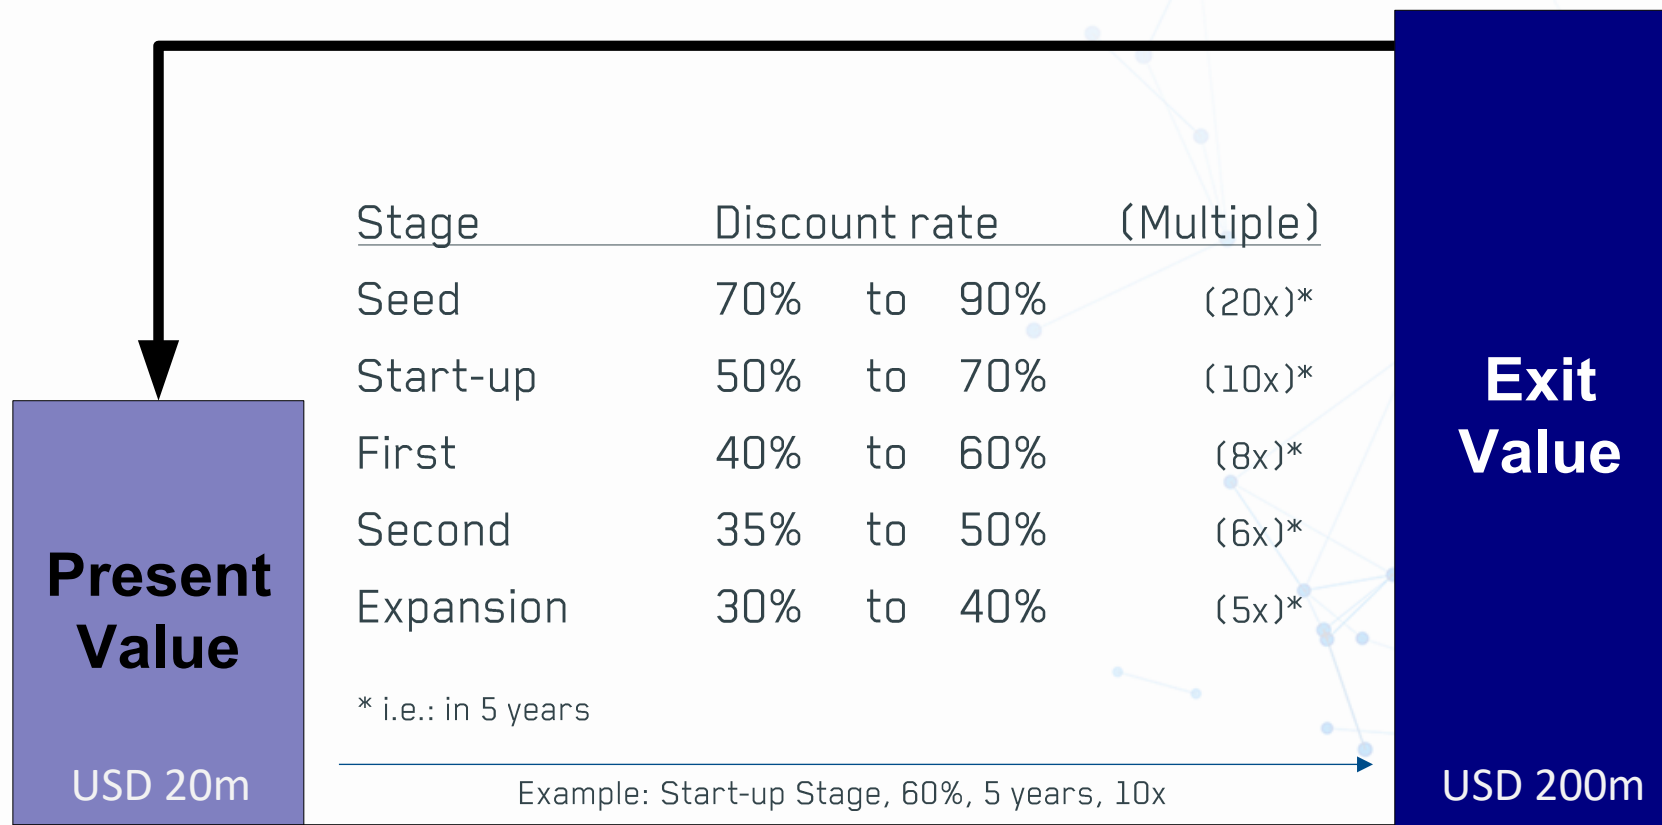 Stage Discount rate (Multiple)
Seed 70% to 90% (20x)*
Start-up 50% to 70% (10x)*
First 40% to 60% (8x)*
Second 35% to 50% (6x)*
Expansion 30% to 40% (5x)*
* i.e.: in 5 years
Example: Start-up Stage, 60%, 5 years, 10x
Present
Value
USD 20m
Exit
Value
USD 200m